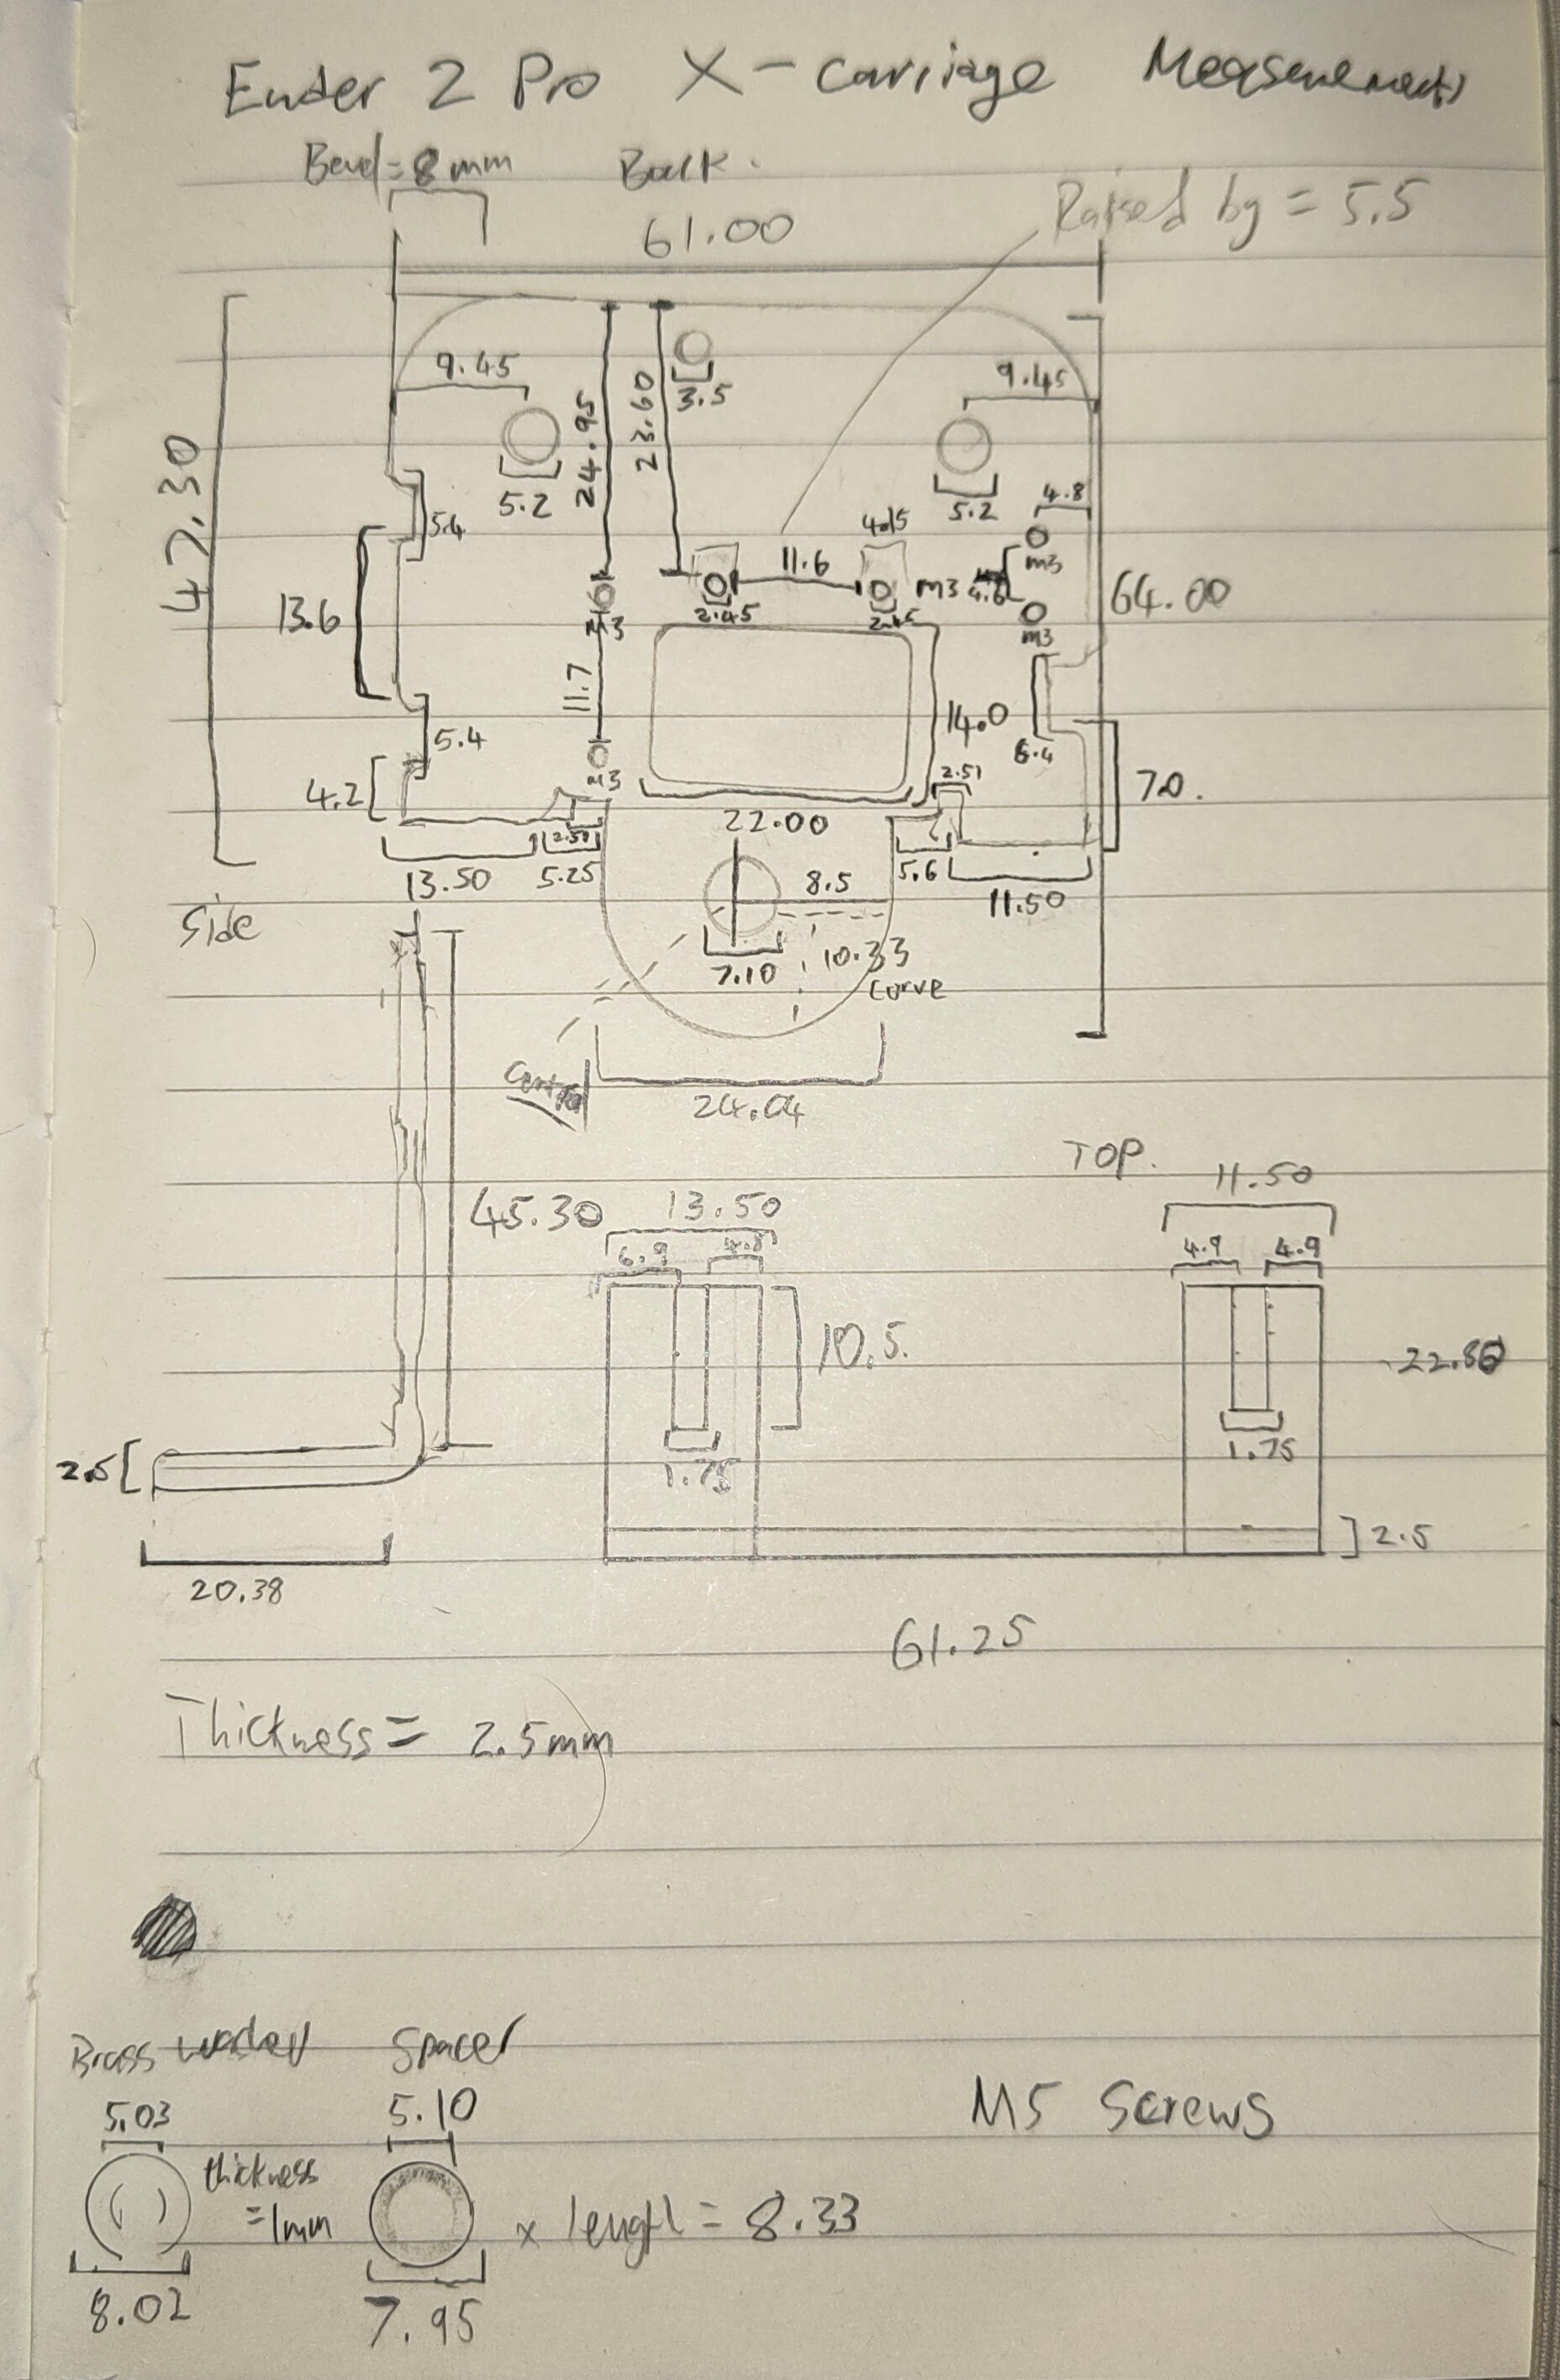 Ender 2 Pro X-carriage Measurements
Bevel=8mm Back.
61.00
Raised by = 5.5
9.45
3.5
9.45
47.30
24.95
23.60
5.2
5.2
4.8
5.4
4.15
11.6
M3
4.6
M3
64.00
13.6
M3
2.45
2.45
M3
11.7
14.0
5.4
6.4
4.2
M3
2.51
7.0.
22.00
2.51
13.50 5.25
8.5
5.6
11.50
Side
7.10
10.33
curve
Central
24.04
TOP.
45.30
13.50
11.50
6.9 4.8
4.9 4.9
10.5.
22.86
1.75
1.75
2.5
2.5
20.38
61.25
Thickness= 2.5mm
Brass washer Spacer
5.03 5.10
M5 Screws
thickness
=1mm
x length = 8.33
8.02 7.95